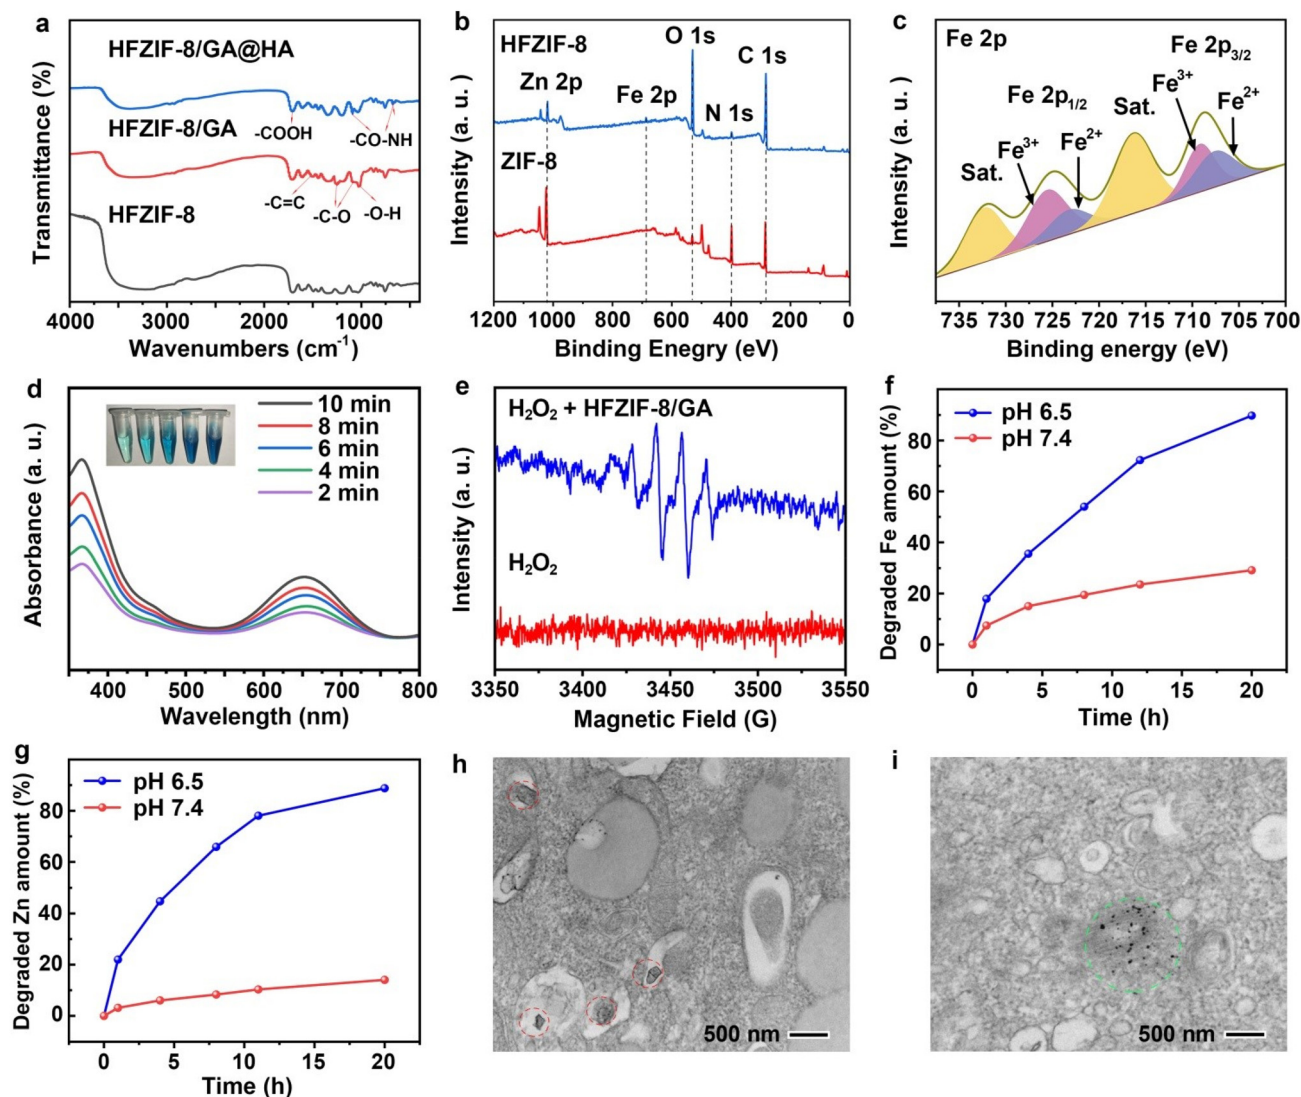 a
HFZIF-8/GA@HA
-COOH
-CO-NH
HFZIF-8/GA
-C=C
-C-O
-O-H
HFZIF-8
Transmittance (%)
4000 3000 2000 1000
Wavenumbers (cm⁻¹)
b
HFZIF-8
O 1s
C 1s
Zn 2p
Fe 2p
N 1s
ZIF-8
Intensity (a. u.)
1200 1000 800 600 400 200 0
Binding Enegry (eV)
c
Fe 2p
Fe 2p₃/₂
Fe³⁺
Fe²⁺
Fe 2p₁/₂
Sat.
Fe³⁺
Fe²⁺
Sat.
Intensity (a. u.)
735 730 725 720 715 710 705 700
Binding energy (eV)
d
10 min
8 min
6 min
4 min
2 min
Absorbance (a. u.)
400 500 600 700 800
Wavelength (nm)
e
H₂O₂ + HFZIF-8/GA
H₂O₂
Intensity (a. u.)
3350 3400 3450 3500 3550
Magnetic Field (G)
f
pH 6.5
pH 7.4
Degraded Fe amount (%)
80
60
40
20
0
0 5 10 15 20
Time (h)
g
pH 6.5
pH 7.4
Degraded Zn amount (%)
80
60
40
20
0
0 5 10 15 20
Time (h)
h
500 nm
i
500 nm